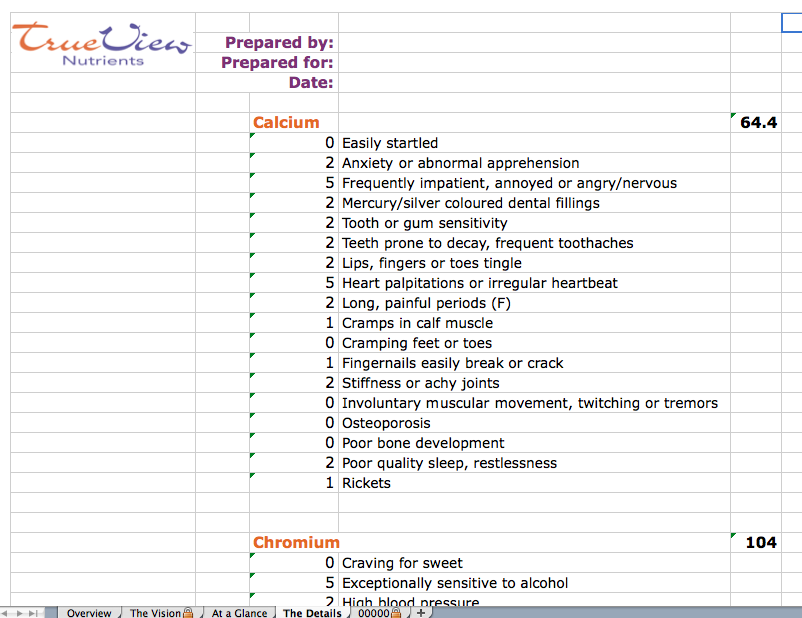 TrueView
Nutrients
Prepared by:
Prepared for:
Date:
Calcium 64.4
0 Easily startled
2 Anxiety or abnormal apprehension
5 Frequently impatient, annoyed or angry/nervous
2 Mercury/silver coloured dental fillings
2 Tooth or gum sensitivity
2 Teeth prone to decay, frequent toothaches
2 Lips, fingers or toes tingle
5 Heart palpitations or irregular heartbeat
2 Long, painful periods (F)
1 Cramps in calf muscle
0 Cramping feet or toes
1 Fingernails easily break or crack
2 Stiffness or achy joints
0 Involuntary muscular movement, twitching or tremors
0 Osteoporosis
0 Poor bone development
2 Poor quality sleep, restlessness
1 Rickets
Chromium 104
0 Craving for sweet
5 Exceptionally sensitive to alcohol
2 High blood pressure
Overview The Vision At a Glance The Details 00000 +